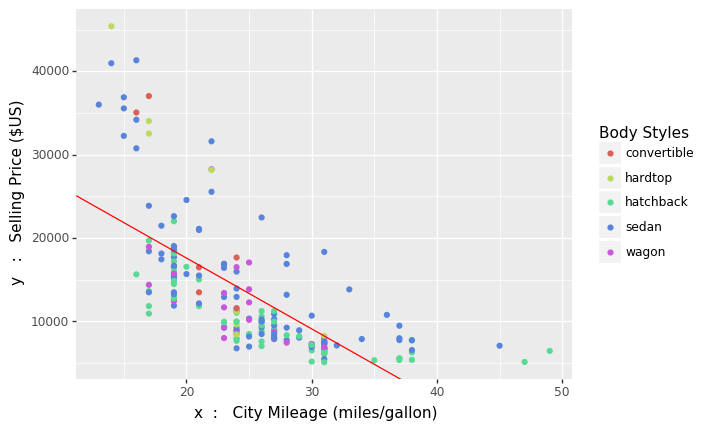 40000
30000
20000
10000
y : Selling Price ($US)
20
30
40
50
x : City Mileage (miles/gallon)
Body Styles
convertible
hardtop
hatchback
sedan
wagon